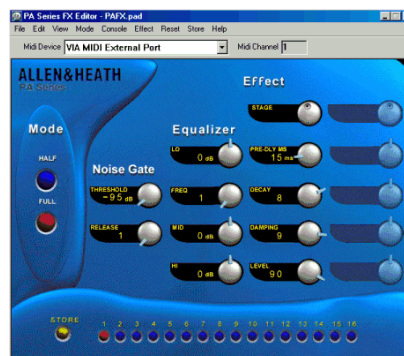 PA Series FX Editor - PAFX.pad
File Edit View Mode Console Effect Reset Store Help
Midi Device VIA MIDI External Port Midi Channel 1
ALLEN&HEATH
PA Series
Effect
STAGE
Mode
Equalizer
HALF
LO
0 dB
PRE-DLY MS
15 ms
Noise Gate
FULL
THRESHOLD
-95 dB
FREQ
1
DECAY
8
RELEASE
1
MID
0 dB
DAMPING
9
HI
0 dB
LEVEL
90
STORE
1 2 3 4 5 6 7 8 9 10 11 12 13 14 15 16